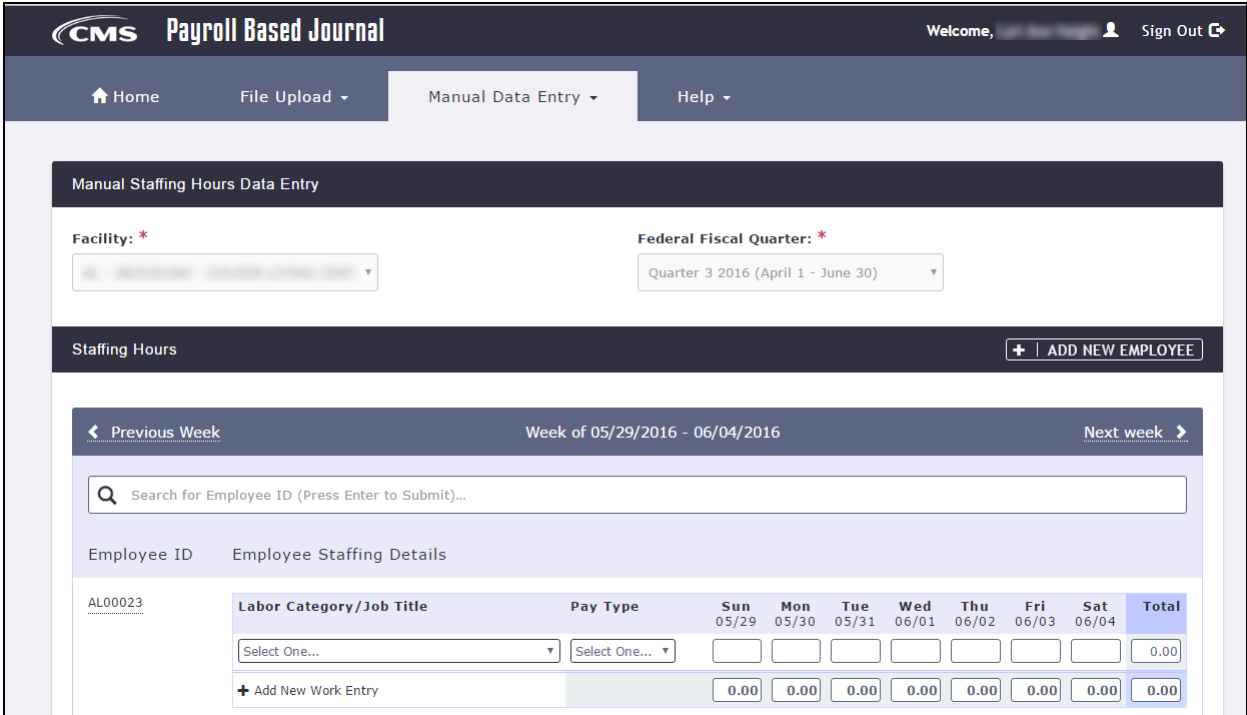 CMS Payroll Based Journal Welcome, Sign Out
Home File Upload Manual Data Entry Help
Manual Staffing Hours Data Entry
Facility: * Federal Fiscal Quarter: *
Quarter 3 2016 (April 1 - June 30)
Staffing Hours + | ADD NEW EMPLOYEE
Previous Week Week of 05/29/2016 - 06/04/2016 Next week
Search for Employee ID (Press Enter to Submit)...
Employee ID Employee Staffing Details
AL00023 Labor Category/Job Title Pay Type Sun Mon Tue Wed Thu Fri Sat Total
05/29 05/30 05/31 06/01 06/02 06/03 06/04
Select One... Select One... 0.00
+ Add New Work Entry 0.00 0.00 0.00 0.00 0.00 0.00 0.00 0.00